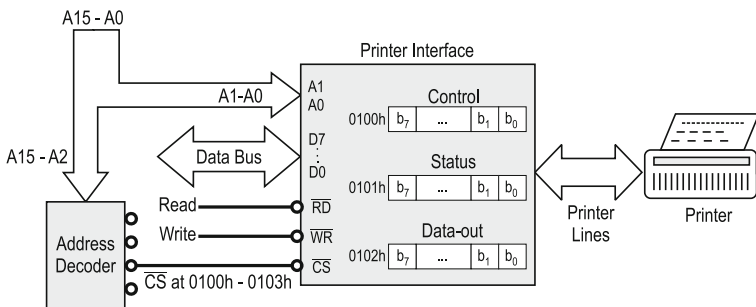 A15 - A0
Printer Interface
A1-A0
A1
A0
Control
0100h b7 ... b1 b0
A15 - A2
D7
⋮
D0
Data Bus
Status
0101h b7 ... b1 b0
Read
RD
Printer
Lines
Printer
Write
WR
Data-out
Address
Decoder
CS at 0100h - 0103h
CS
0102h b7 ... b1 b0